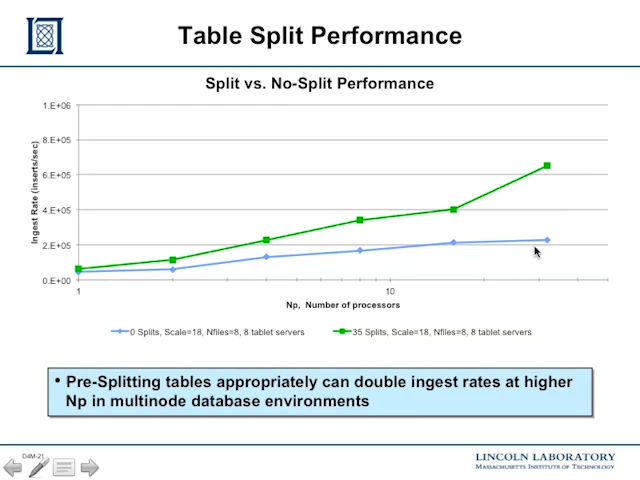 Table Split Performance
Split vs. No-Split Performance
1.E+06
8.E+05
6.E+05
4.E+05
2.E+05
0.E+00
Ingest Rate (inserts/sec)
1
10
Np, Number of processors
0 Splits, Scale=18, Nfiles=8, 8 tablet servers
35 Splits, Scale=18, Nfiles=8, 8 tablet servers
• Pre-Splitting tables appropriately can double ingest rates at higher
Np in multinode database environments
D4M-21
LINCOLN LABORATORY
MASSACHUSETTS INSTITUTE OF TECHNOLOGY